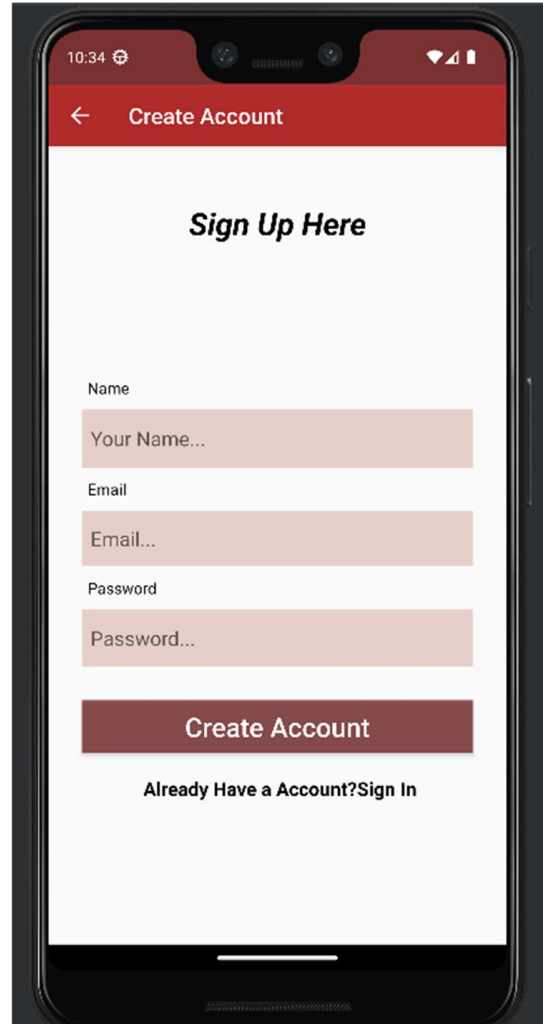 10:34
Create Account
Sign Up Here
Name
Your Name...
Email
Email...
Password
Password...
Create Account
Already Have a Account?Sign In